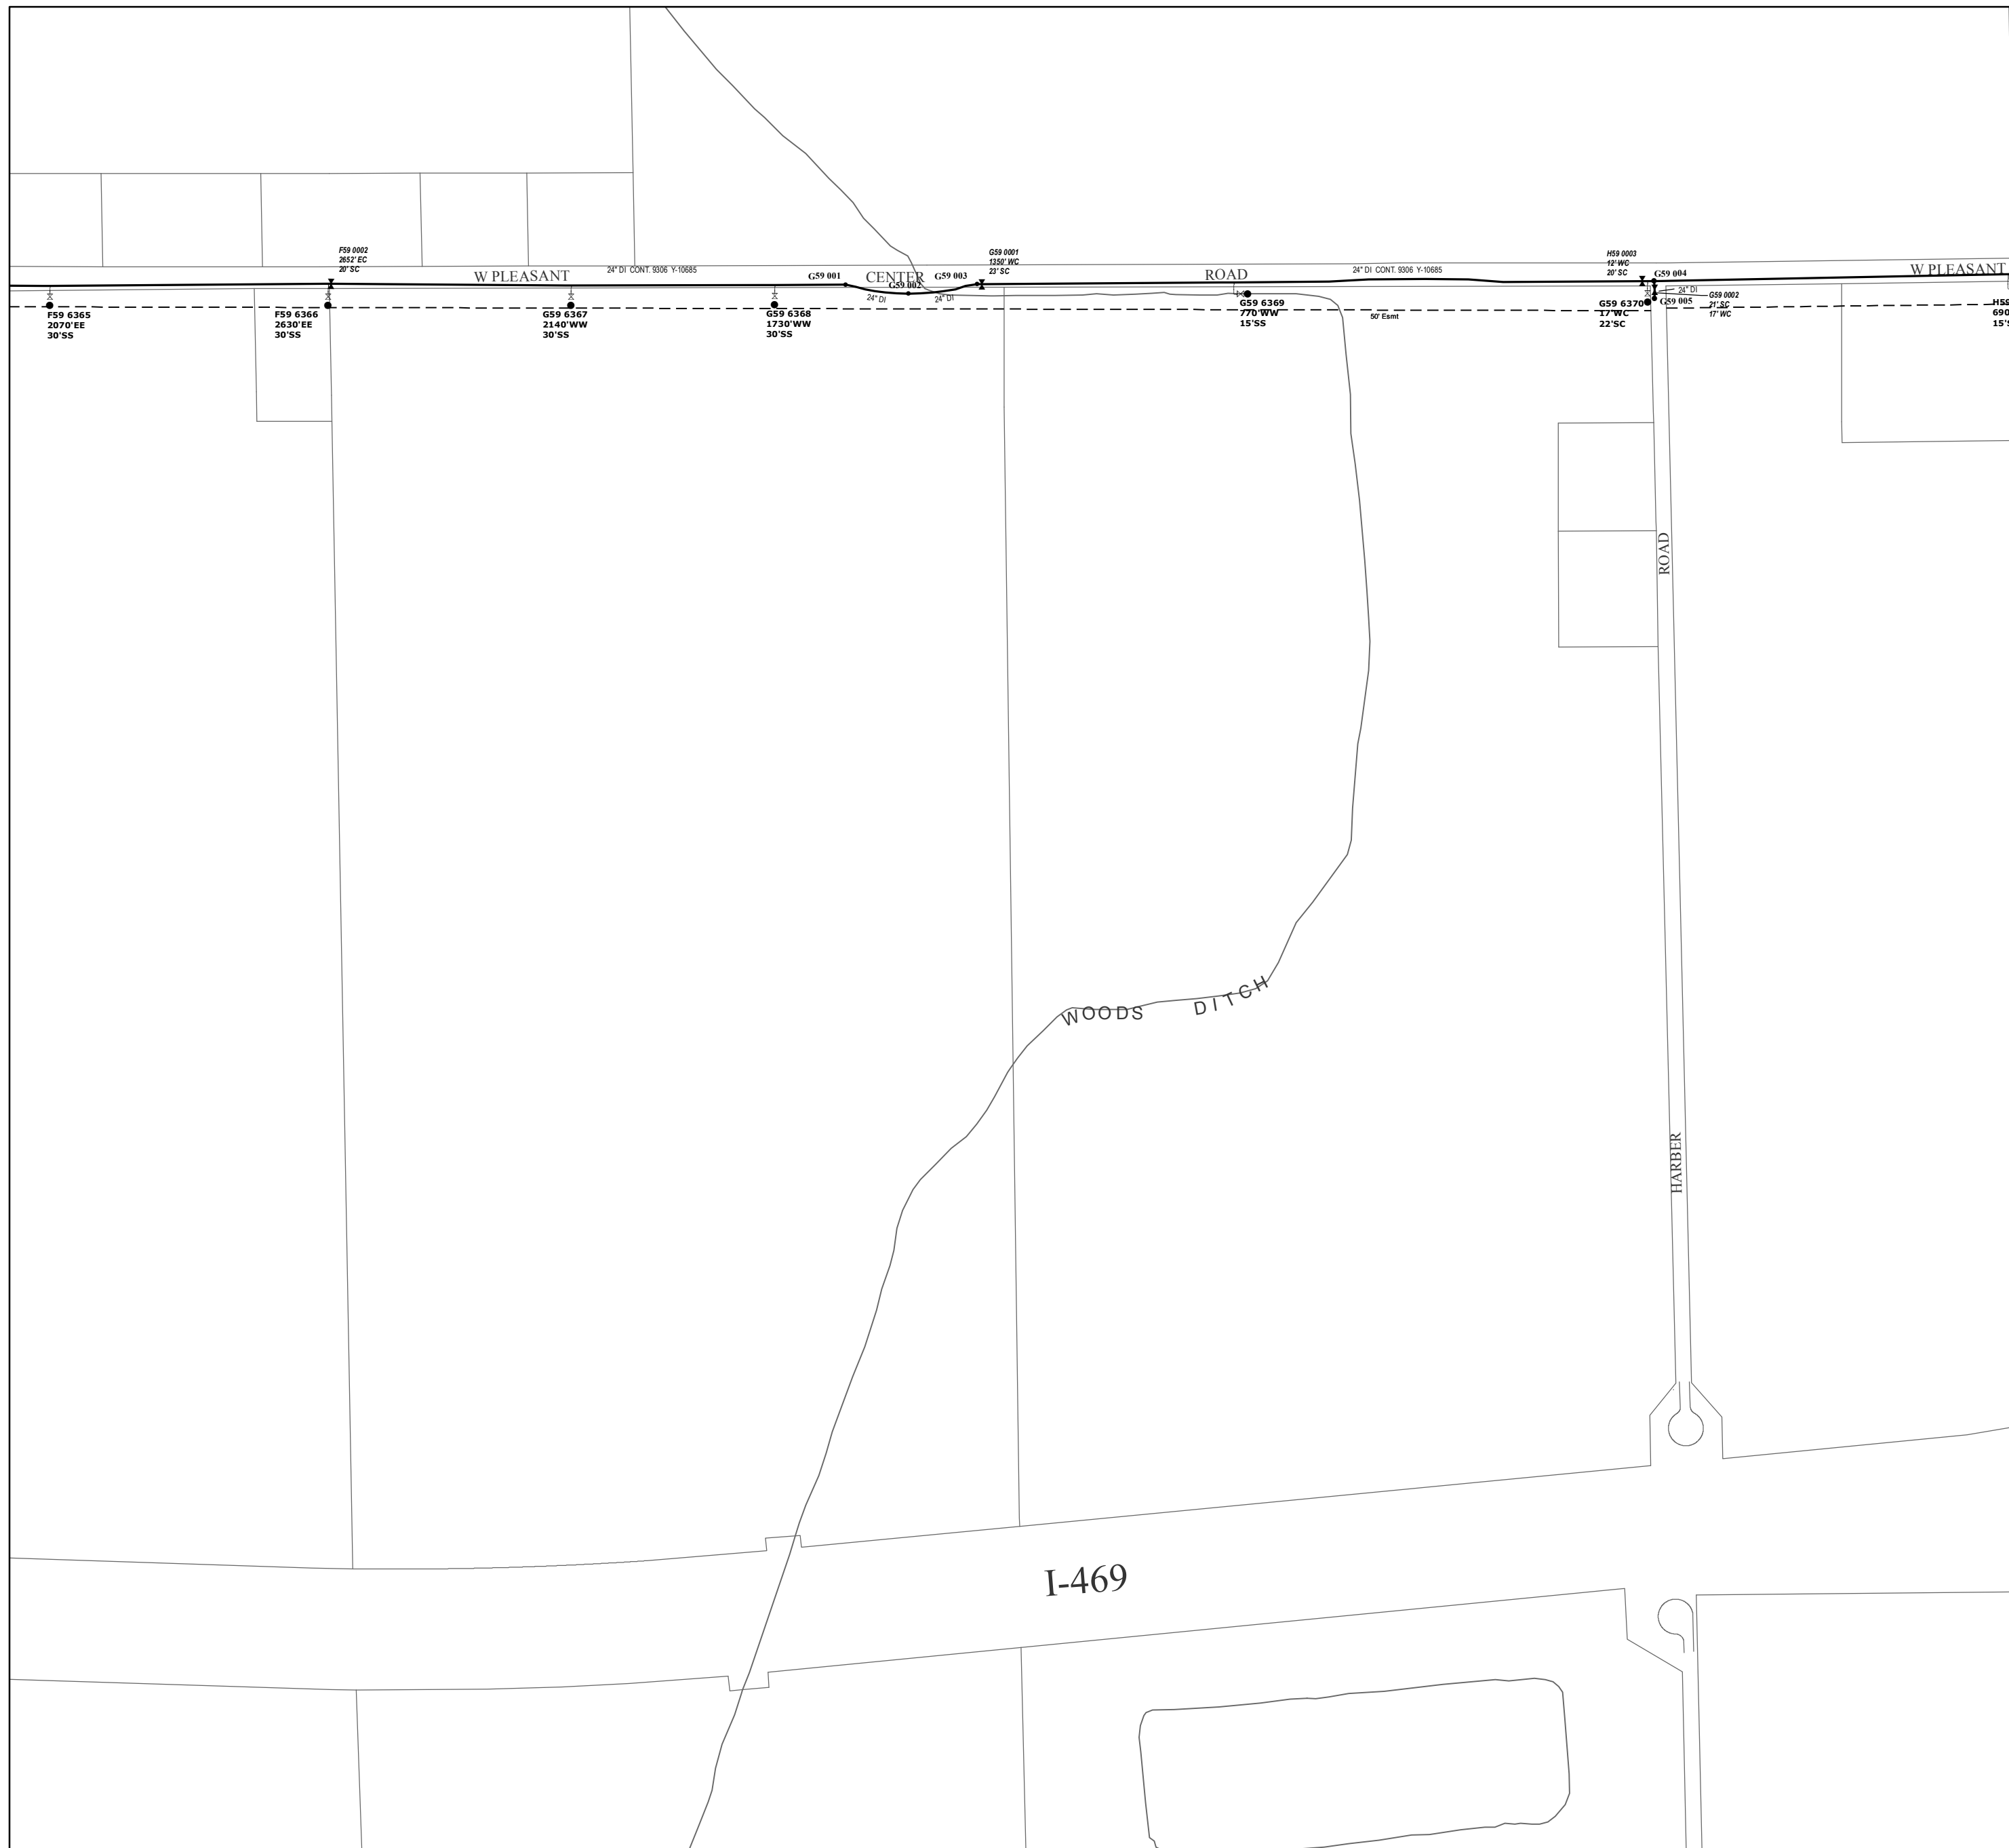 F59 0002
2652' EC
20' SC
W PLEASANT
24" DI CONT. 9306 Y-10685
G59 001
CENTER
G59 003
G59 002
24" DI
24" DI
G59 0001
1350' WC
23' SC
ROAD
24" DI CONT. 9306 Y-10685
H59 0003
12' WC
20' SC
G59 004
W PLEASANT
24" DI
G59 005
G59 0002
21' SC
17' WC
F59 6365
2070'EE
30'SS
F59 6366
2630'EE
30'SS
G59 6367
2140'WW
30'SS
G59 6368
1730'WW
30'SS
G59 6369
770'WW
15'SS
50' Esmt
G59 6370
17'WC
22'SC
H59
690
15'S
ROAD
WOODS DITCH
HARBER
I-469